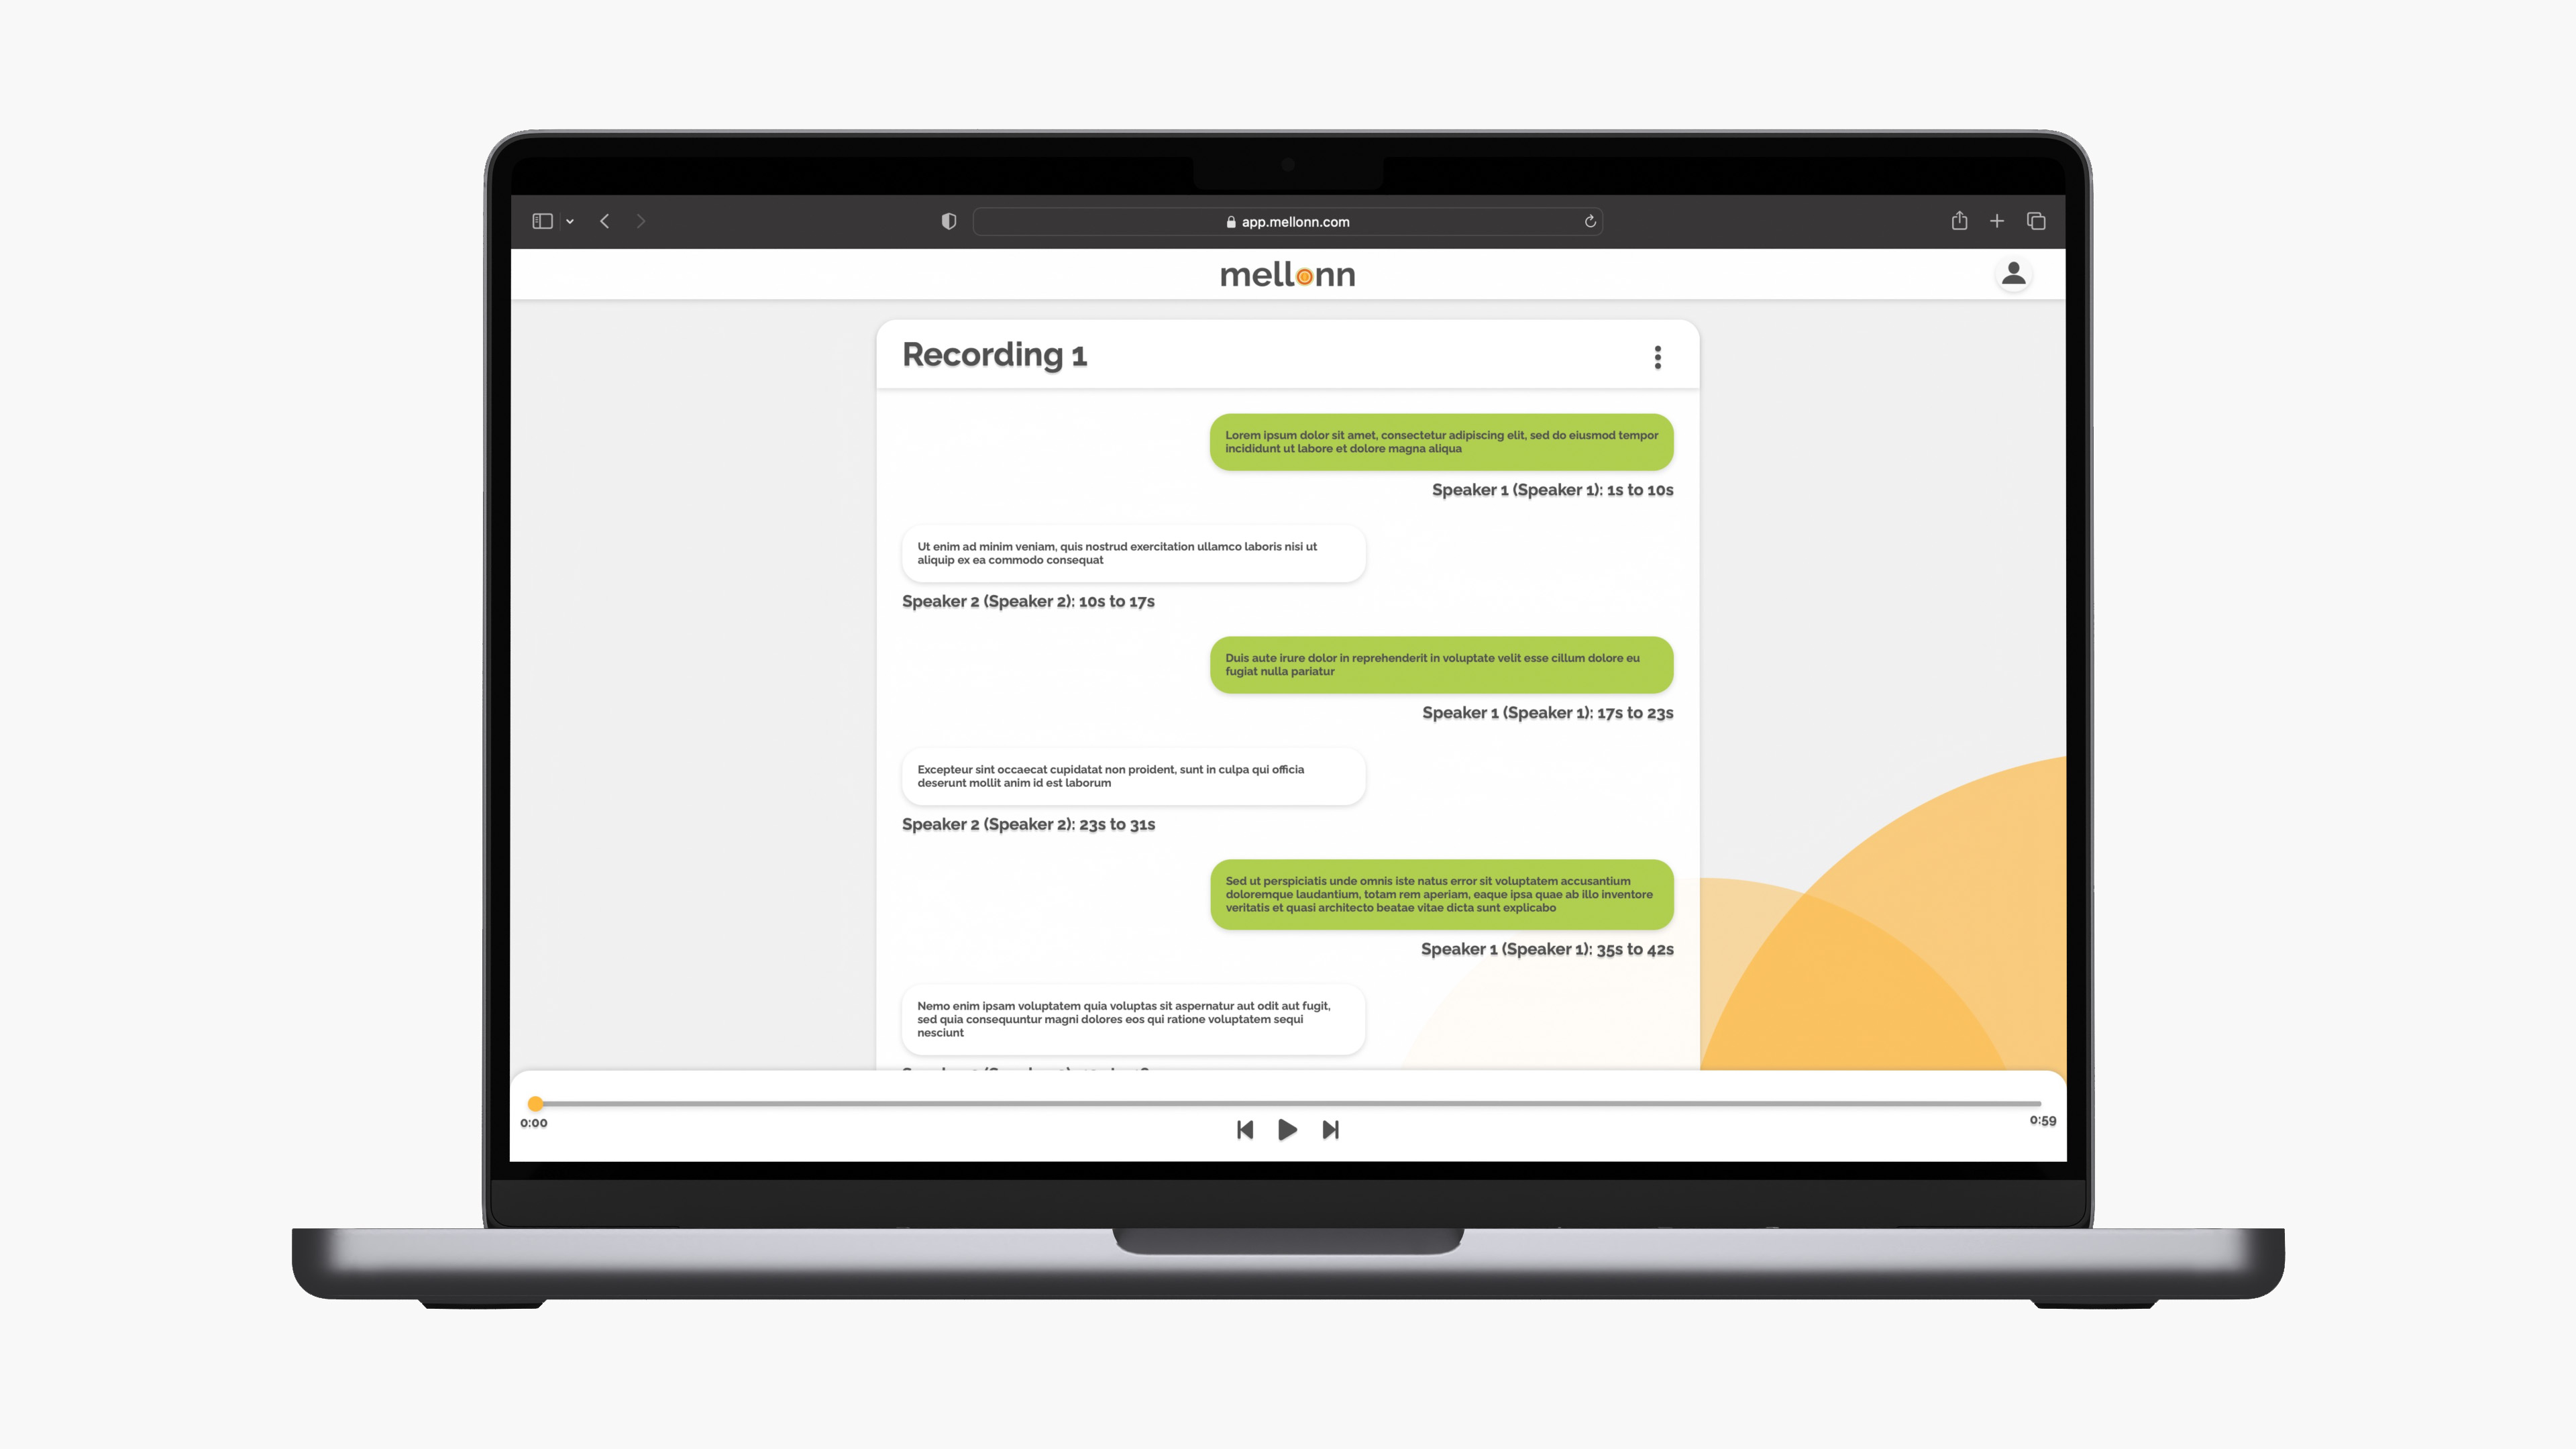 app.mellonn.com
mellonn
Recording 1
Lorem ipsum dolor sit amet, consectetur adipiscing elit, sed do eiusmod tempor
incididunt ut labore et dolore magna aliqua
Speaker 1 (Speaker 1): 1s to 10s
Ut enim ad minim veniam, quis nostrud exercitation ullamco laboris nisi ut
aliquip ex ea commodo consequat
Speaker 2 (Speaker 2): 10s to 17s
Duis aute irure dolor in reprehenderit in voluptate velit esse cillum dolore eu
fugiat nulla pariatur
Speaker 1 (Speaker 1): 17s to 23s
Excepteur sint occaecat cupidatat non proident, sunt in culpa qui officia
deserunt mollit anim id est laborum
Speaker 2 (Speaker 2): 23s to 31s
Sed ut perspiciatis unde omnis iste natus error sit voluptatem accusantium
doloremque laudantium, totam rem aperiam, eaque ipsa quae ab illo inventore
veritatis et quasi architecto beatae vitae dicta sunt explicabo
Speaker 1 (Speaker 1): 35s to 42s
Nemo enim ipsam voluptatem quia voluptas sit aspernatur aut odit aut fugit,
sed quia consequuntur magni dolores eos qui ratione voluptatem sequi
nesciunt
0:00
0:59